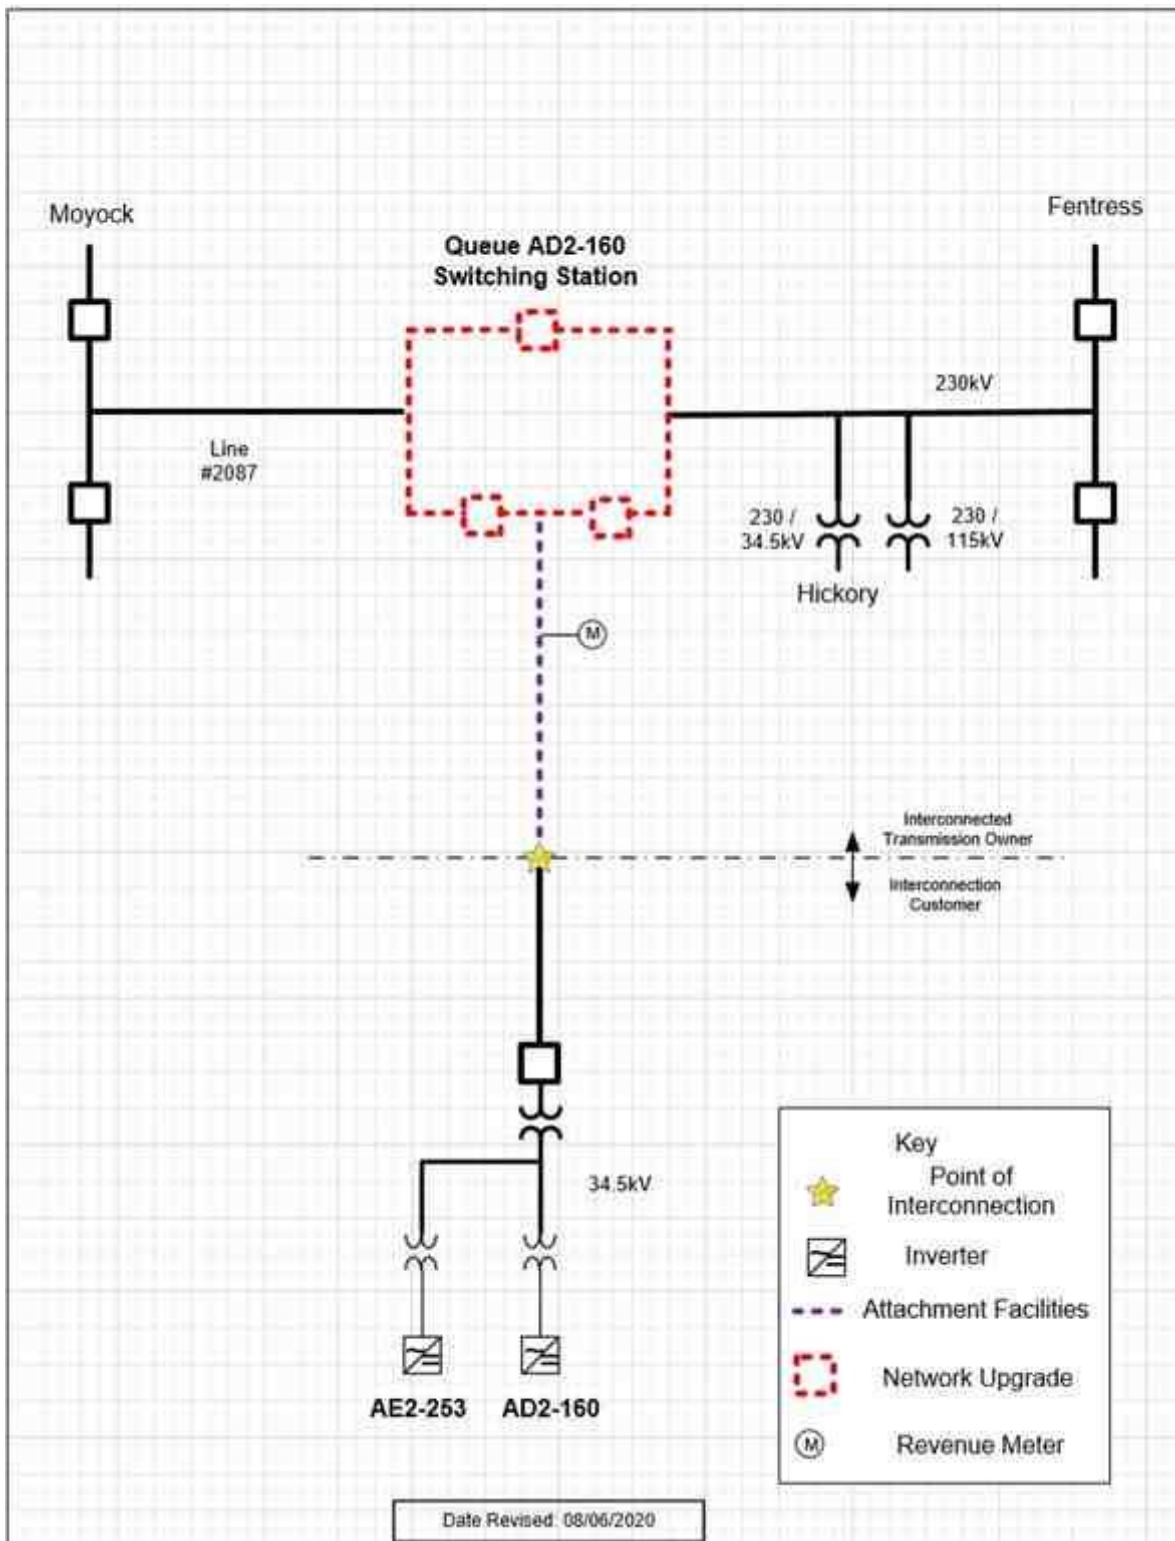 Moyock
Fentress
Queue AD2-160
Switching Station
230kV
Line
#2087
230 /
34.5kV
230 /
115kV
Hickory
M
Interconnected
Transmission Owner
Interconnection
Customer
34.5kV
AE2-253
AD2-160
Key
Point of
Interconnection
Inverter
Attachment Facilities
Network Upgrade
M
Revenue Meter
Date Revised: 08/06/2020